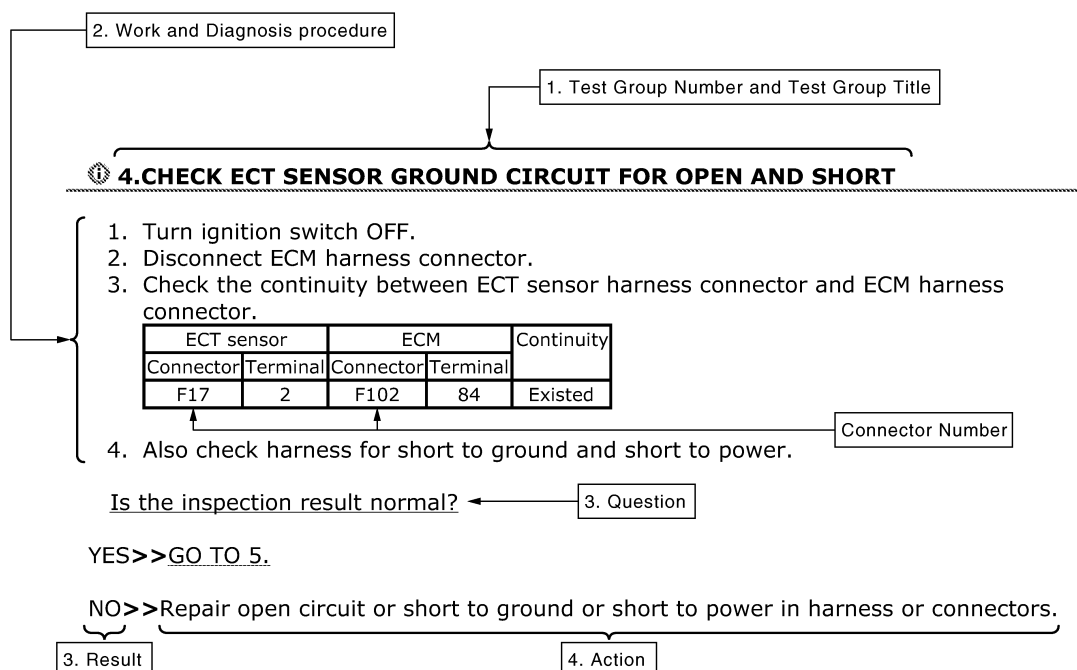 2. Work and Diagnosis procedure
1. Test Group Number and Test Group Title
4.CHECK ECT SENSOR GROUND CIRCUIT FOR OPEN AND SHORT
1. Turn ignition switch OFF.
2. Disconnect ECM harness connector.
3. Check the continuity between ECT sensor harness connector and ECM harness
connector.
ECT sensor ECM Continuity
Connector Terminal Connector Terminal
F17 2 F102 84 Existed
Connector Number
4. Also check harness for short to ground and short to power.
Is the inspection result normal?
3. Question
YES>>GO TO 5.
NO>>Repair open circuit or short to ground or short to power in harness or connectors.
3. Result
4. Action